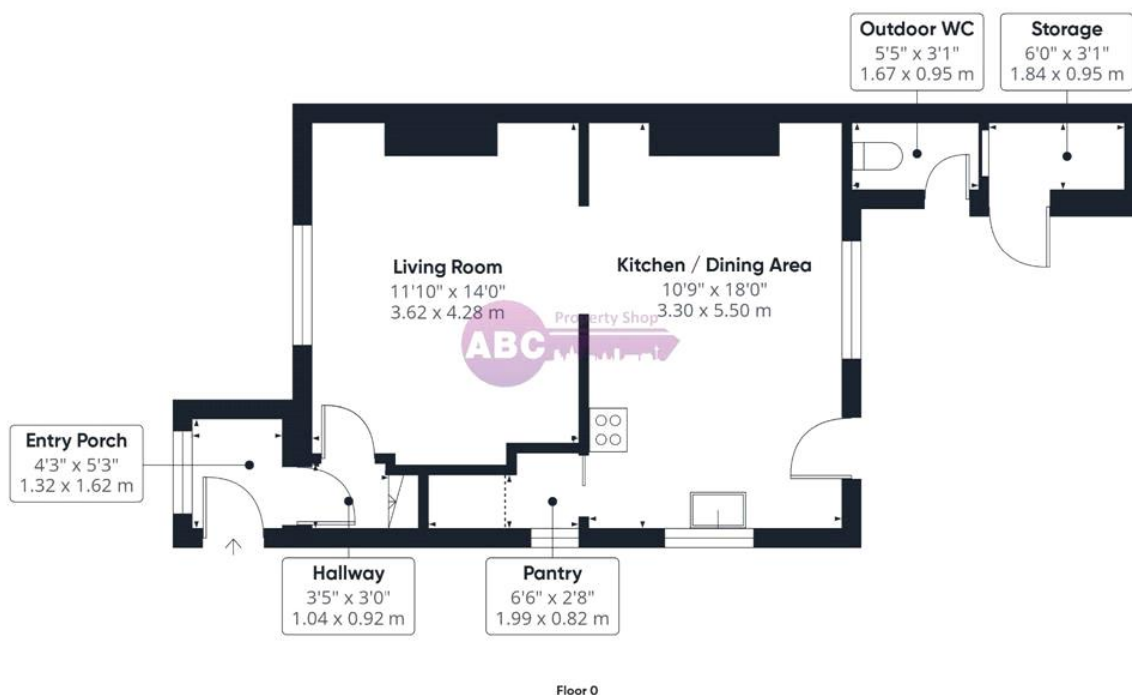 Outdoor WC
5'5" x 3'1"
1.67 x 0.95 m
Storage
6'0" x 3'1"
1.84 x 0.95 m
Living Room
11'10" x 14'0"
3.62 x 4.28 m
Kitchen / Dining Area
10'9" x 18'0"
3.30 x 5.50 m
Property Shop
ABC
Entry Porch
4'3" x 5'3"
1.32 x 1.62 m
Hallway
3'5" x 3'0"
1.04 x 0.92 m
Pantry
6'6" x 2'8"
1.99 x 0.82 m
Floor 0